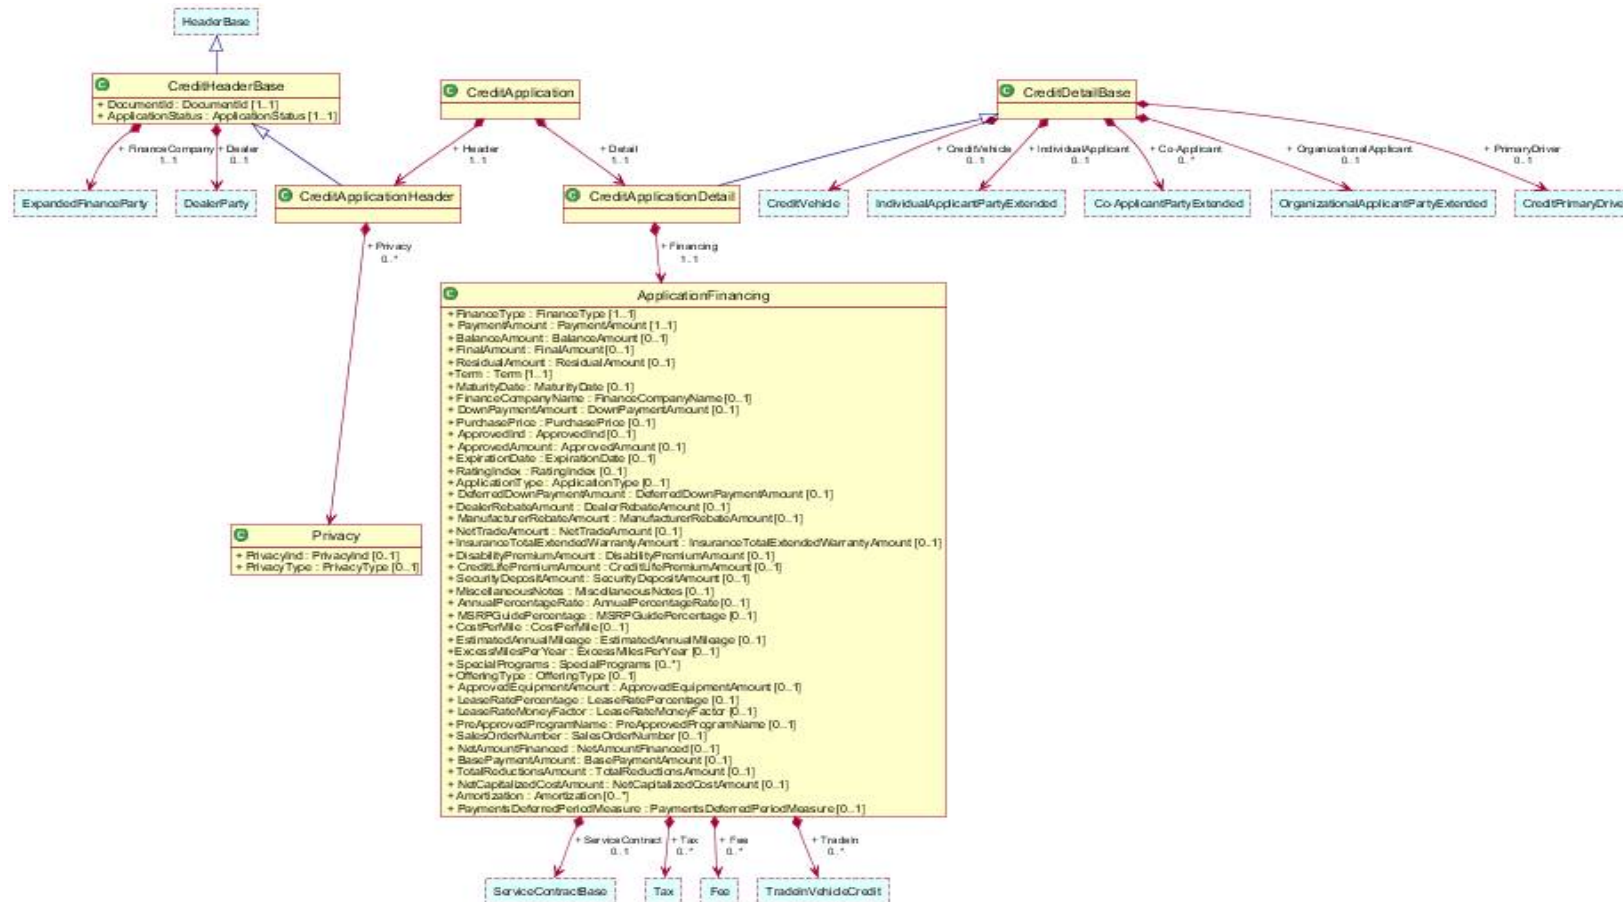 HeaderBase
CreditHeaderBase
+ DocumentId : DocumentId [1..1]
+ ApplicationStatus : ApplicationStatus [1..1]
CreditApplication
CreditDetailBase
+ FinanceCompany
1..1
+ Dealer
0..1
+ Header
1..1
+ Detail
1..1
+ CreditVehicle
0..1
+ IndividualApplicant
0..1
+ Co-Applicant
0..*
+ OrganizationalApplicant
0..1
+ PrimaryDriver
0..1
ExpandedFinanceParty
DealerParty
CreditApplicationHeader
CreditApplicationDetail
CreditVehicle
IndividualApplicantPartyExtended
Co-ApplicantPartyExtended
OrganizationalApplicantPartyExtended
CreditPrimaryDrive
+ Privacy
0..*
+ Financing
1..1
ApplicationFinancing
+ FinanceType : FinanceType [1..1]
+ PaymentAmount : PaymentAmount [1..1]
+ BalanceAmount : BalanceAmount [0..1]
+ FinalAmount : FinalAmount [0..1]
+ ResidualAmount : ResidualAmount [0..1]
+ Term : Term [1..1]
+ MaturityDate : MaturityDate [0..1]
+ FinanceCompanyName : FinanceCompanyName [0..1]
+ DownPaymentAmount : DownPaymentAmount [0..1]
+ PurchasePrice : PurchasePrice [0..1]
+ ApprovedInd : ApprovedInd [0..1]
+ ApprovedAmount : ApprovedAmount [0..1]
+ ExpirationDate : ExpirationDate [0..1]
+ RatingIndex : RatingIndex [0..1]
+ ApplicationType : ApplicationType [0..1]
+ DeferredDownPaymentAmount : DeferredDownPaymentAmount [0..1]
+ DealerRebateAmount : DealerRebateAmount [0..1]
+ ManufacturerRebateAmount : ManufacturerRebateAmount [0..1]
+ NetTradeAmount : NetTradeAmount [0..1]
+ InsuranceTotalExtendedWarrantyAmount : InsuranceTotalExtendedWarrantyAmount [0..1]
+ DisabilityPremiumAmount : DisabilityPremiumAmount [0..1]
+ CreditLifePremiumAmount : CreditLifePremiumAmount [0..1]
+ SecurityDepositAmount : SecurityDepositAmount [0..1]
+ MiscellaneousNotes : MiscellaneousNotes [0..1]
+ AnnualPercentageRate : AnnualPercentageRate [0..1]
+ MSRPGuidePercentage : MSRPGuidePercentage [0..1]
+ CostPerMile : CostPerMile [0..1]
+ EstimatedAnnualMileage : EstimatedAnnualMileage [0..1]
+ ExcessMilesPerYear : ExcessMilesPerYear [0..1]
+ SpecialPrograms : SpecialPrograms [0..*]
+ OfferingType : OfferingType [0..1]
+ ApprovedEquipmentAmount : ApprovedEquipmentAmount [0..1]
+ LeaseRatePercentage : LeaseRatePercentage [0..1]
+ LeaseRateMoneyFactor : LeaseRateMoneyFactor [0..1]
+ PreApprovedProgramName : PreApprovedProgramName [0..1]
+ SalesOrderNumber : SalesOrderNumber [0..1]
+ NetAmountFinanced : NetAmountFinanced [0..1]
+ BasePaymentAmount : BasePaymentAmount [0..1]
+ TotalReductionsAmount : TotalReductionsAmount [0..1]
+ NetCapitalizedCostAmount : NetCapitalizedCostAmount [0..1]
+ Amortization : Amortization [0..*]
+ PaymentsDeferredPeriodMeasure : PaymentsDeferredPeriodMeasure [0..1]
Privacy
+ PrivacyInd : PrivacyInd [0..1]
+ PrivacyType : PrivacyType [0..1]
+ ServiceContract
0..1
+ Tax
0..*
+ Fee
0..*
+ TradeIn
0..*
ServiceContractBase
Tax
Fee
TradeInVehicleCredit